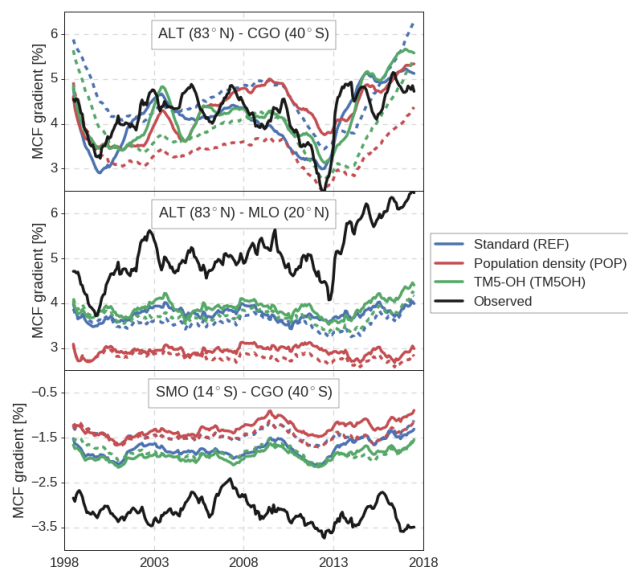 ALT (83°N) - CGO (40°S)
MCF gradient [%]
6
5
4
3
ALT (83°N) - MLO (20°N)
MCF gradient [%]
6
5
4
3
Standard (REF)
Population density (POP)
TM5-OH (TM5OH)
Observed
SMO (14°S) - CGO (40°S)
MCF gradient [%]
−0.5
−1.5
−2.5
−3.5
1998 2003 2008 2013 2018